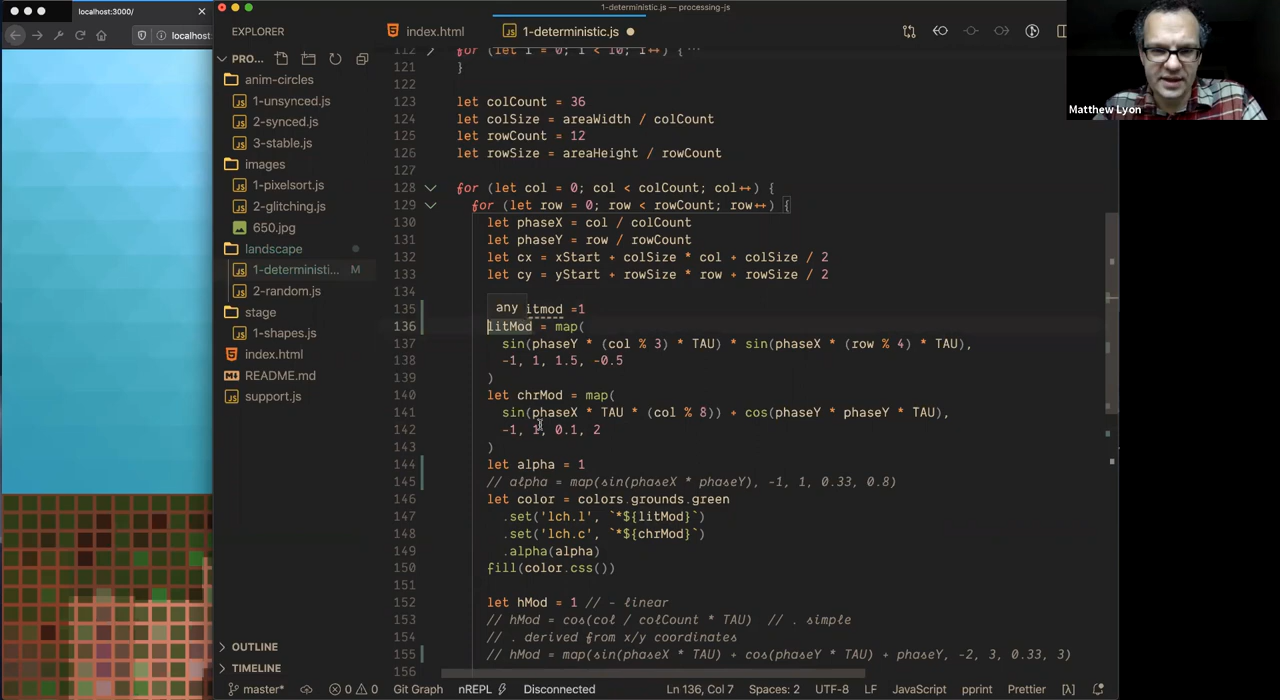 localhost:3000/
1-deterministic.js — processing-js
localhost
EXPLORER
index.html
1-deterministic.js
PRO...
anim-circles
1-unsynced.js
2-synced.js
3-stable.js
images
1-pixelsort.js
2-glitching.js
650.jpg
landscape
1-deterministi... M
2-random.js
stage
1-shapes.js
index.html
README.md
support.js
OUTLINE
TIMELINE
112 for (let i = 0; i < 10; i++) { ...
121 }
122
123 let colCount = 36
124 let colSize = areaWidth / colCount
125 let rowCount = 12
126 let rowSize = areaHeight / rowCount
127
128 for (let col = 0; col < colCount; col++) {
129 for (let row = 0; row < rowCount; row++) {
130 let phaseX = col / colCount
131 let phaseY = row / rowCount
132 let cx = xStart + colSize * col + colSize / 2
133 let cy = yStart + rowSize * row + rowSize / 2
134
any
135 itmod =1
136 litMod = map(
137 sin(phaseY * (col % 3) * TAU) * sin(phaseX * (row % 4) * TAU),
138 -1, 1, 1.5, -0.5
139 )
140 let chrMod = map(
141 sin(phaseX * TAU * (col % 8)) + cos(phaseY * phaseY * TAU),
142 -1, 1, 0.1, 2
143 )
144 let alpha = 1
145 // alpha = map(sin(phaseX * phaseY), -1, 1, 0.33, 0.8)
146 let color = colors.grounds.green
147 .set('lch.l', `*${litMod}`)
148 .set('lch.c', `*${chrMod}`)
149 .alpha(alpha)
150 fill(color.css())
151
152 let hMod = 1 // - linear
153 // hMod = cos(col / colCount * TAU) // . simple
154 // . derived from x/y coordinates
155 // hMod = map(sin(phaseX * TAU) + cos(phaseY * TAU) + phaseY, -2, 3, 0.33, 3)
156
master* 0 0 Git Graph nREPL Disconnected Ln 136, Col 7 Spaces: 2 UTF-8 LF JavaScript pprint Prettier [λ]
Matthew Lyon